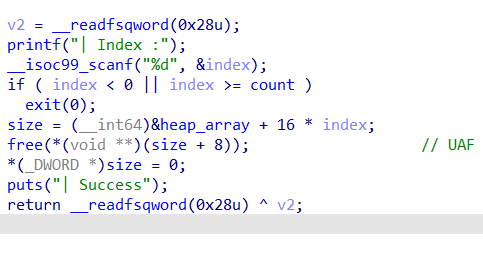 v2 = __readfsqword(0x28u);
printf("| Index :");
__isoc99_scanf("%d", &index);
if ( index < 0 || index >= count )
exit(0);
size = (__int64)&heap_array + 16 * index;
free(*(void **)(size + 8)); // UAF
*(_DWORD *)size = 0;
puts("| Success");
return __readfsqword(0x28u) ^ v2;